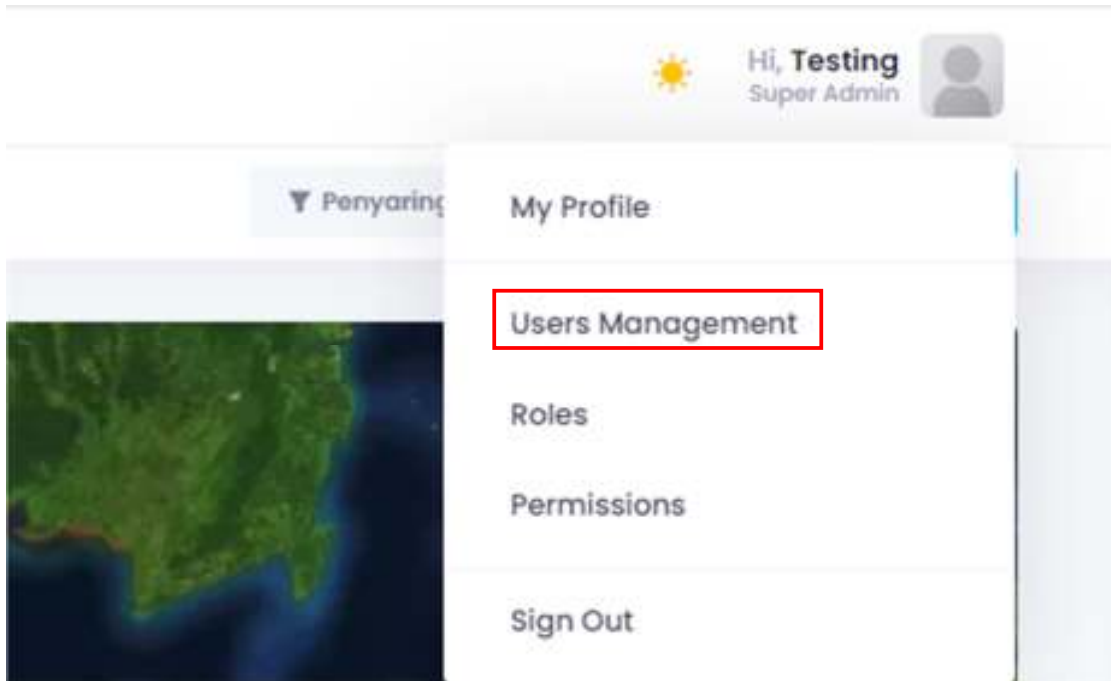 Hi, Testing
Super Admin
Penyaring
My Profile
Users Management
Roles
Permissions
Sign Out